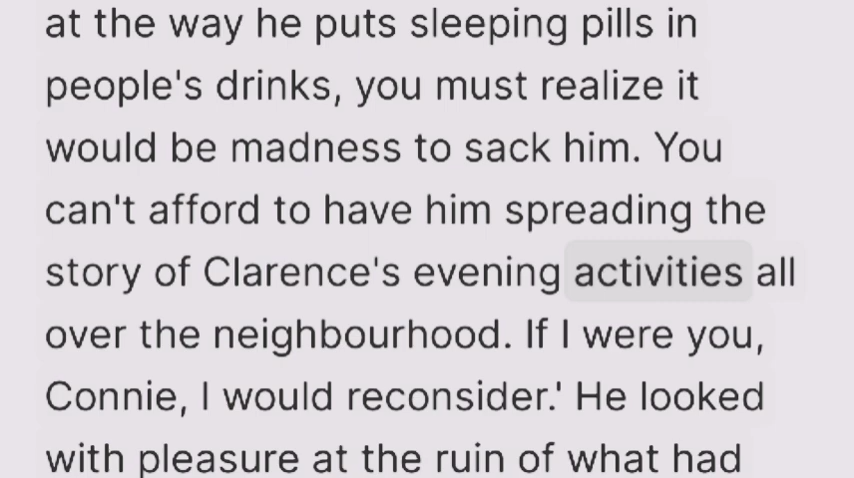 at the way he puts sleeping pills in
people's drinks, you must realize it
would be madness to sack him. You
can't afford to have him spreading the
story of Clarence's evening activities all
over the neighbourhood. If I were you,
Connie, I would reconsider.' He looked
with pleasure at the ruin of what had